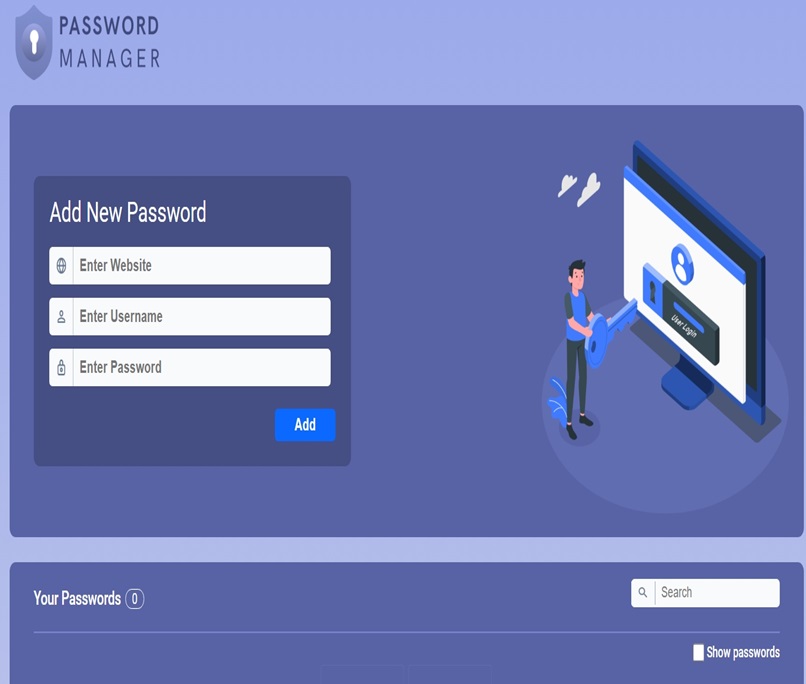 PASSWORD
MANAGER
Add New Password
Enter Website
Enter Username
Enter Password
Add
User Login
Your Passwords 0
Search
Show passwords